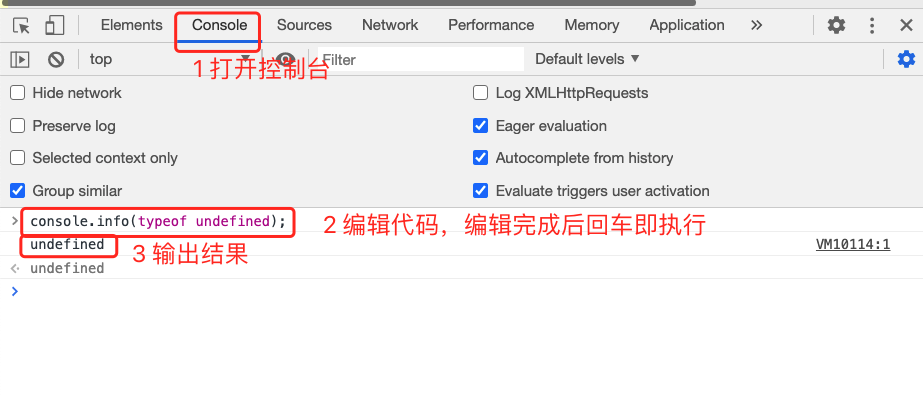 Elements Console Sources Network Performance Memory Application »
top Filter Default levels ▼
1 打开控制台
Hide network Log XMLHttpRequests
Preserve log Eager evaluation
Selected context only Autocomplete from history
Group similar Evaluate triggers user activation
> console.info(typeof undefined); 2 编辑代码，编辑完成后回车即执行
undefined 3 输出结果 VM10114:1
undefined
>